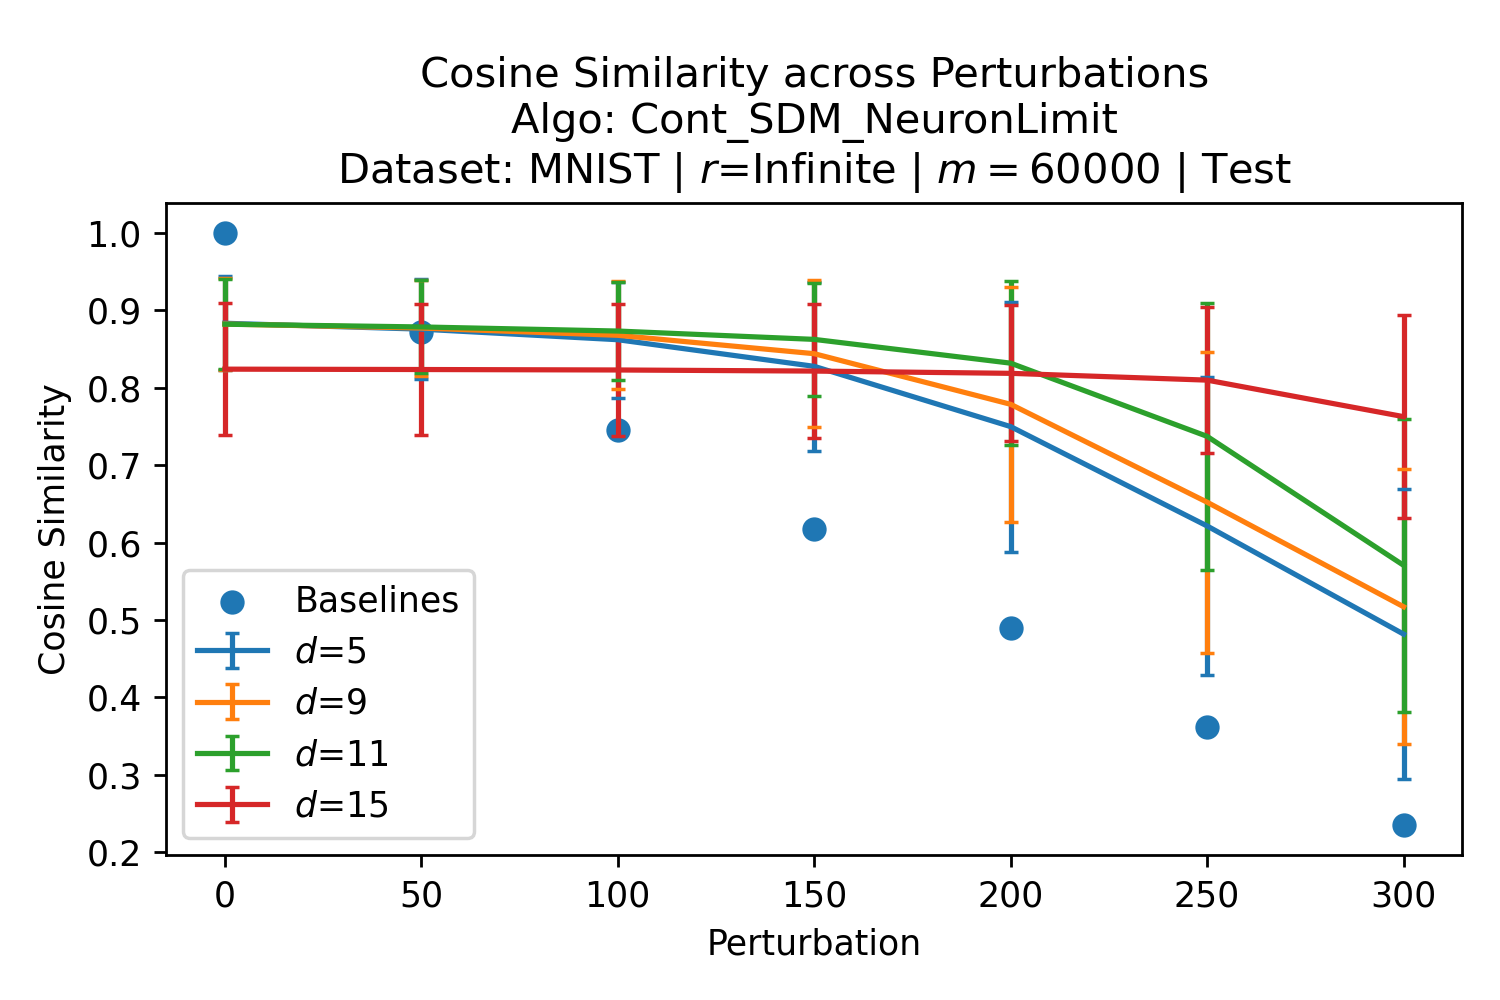 Cosine Similarity across Perturbations
Algo: Cont_SDM_NeuronLimit
Dataset: MNIST | r=Infinite | m = 60000 | Test
Cosine Similarity
1.0
0.9
0.8
0.7
0.6
0.5
0.4
0.3
0.2
Baselines
d=5
d=9
d=11
d=15
0 50 100 150 200 250 300
Perturbation